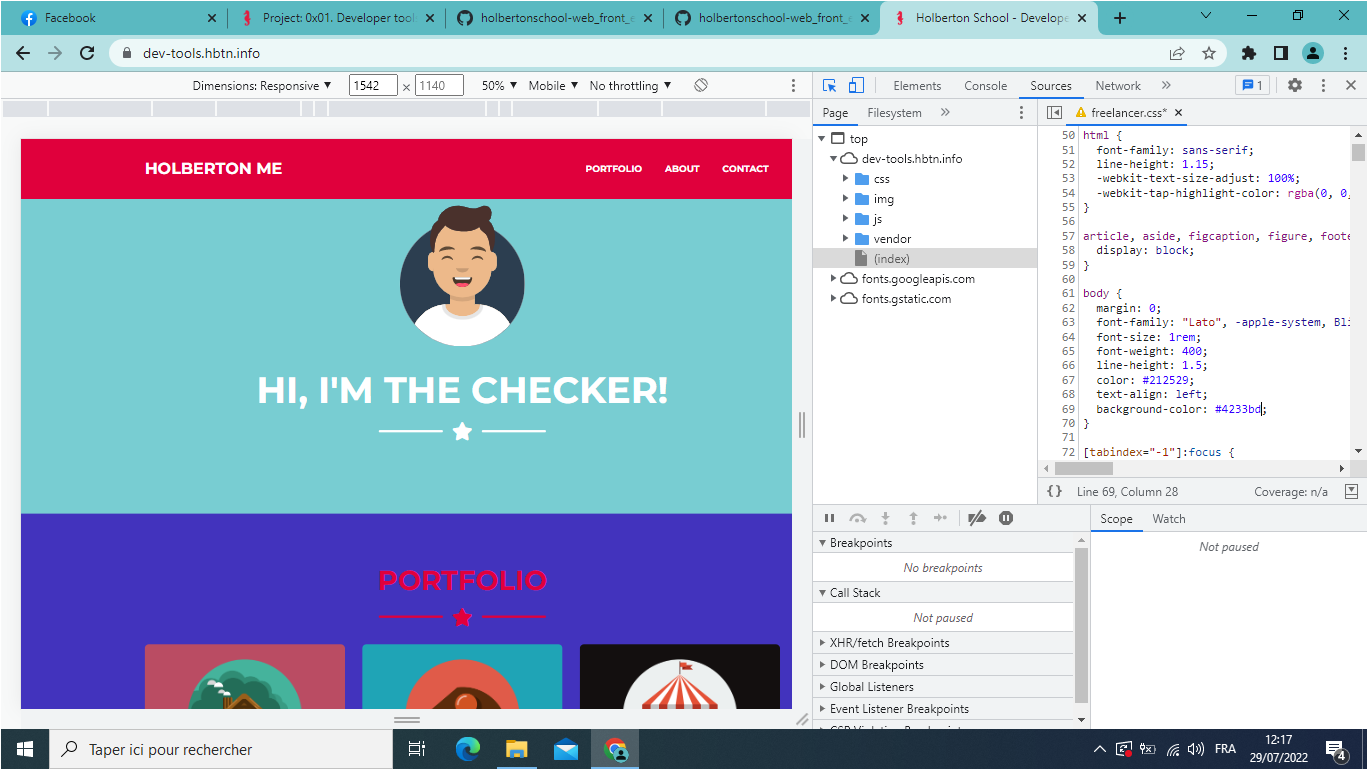 Facebook
Project: 0x01. Developer tool
holbertonschool-web_front_e
holbertonschool-web_front_e
Holberton School - Develope
dev-tools.hbtn.info
Dimensions: Responsive
1542
×
1140
50%
Mobile
No throttling
HOLBERTON ME
PORTFOLIO
ABOUT
CONTACT
HI, I'M THE CHECKER!
PORTFOLIO
Elements
Console
Sources
Network
»
1
Page
Filesystem
»
top
dev-tools.hbtn.info
css
img
js
vendor
(index)
fonts.googleapis.com
fonts.gstatic.com
freelancer.css*
50 html {
51 font-family: sans-serif;
52 line-height: 1.15;
53 -webkit-text-size-adjust: 100%;
54 -webkit-tap-highlight-color: rgba(0, 0,
55 }
56
57 article, aside, figcaption, figure, foote
58 display: block;
59 }
60
61 body {
62 margin: 0;
63 font-family: "Lato", -apple-system, Bli
64 font-size: 1rem;
65 font-weight: 400;
66 line-height: 1.5;
67 color: #212529;
68 text-align: left;
69 background-color: #4233bd;
70 }
71
72 [tabindex="-1"]:focus {
{} Line 69, Column 28
Coverage: n/a
Breakpoints
No breakpoints
Call Stack
Not paused
XHR/fetch Breakpoints
DOM Breakpoints
Global Listeners
Event Listener Breakpoints
CSP Violation Breakpoints
Scope
Watch
Not paused
Taper ici pour rechercher
FRA
12:17
29/07/2022
4